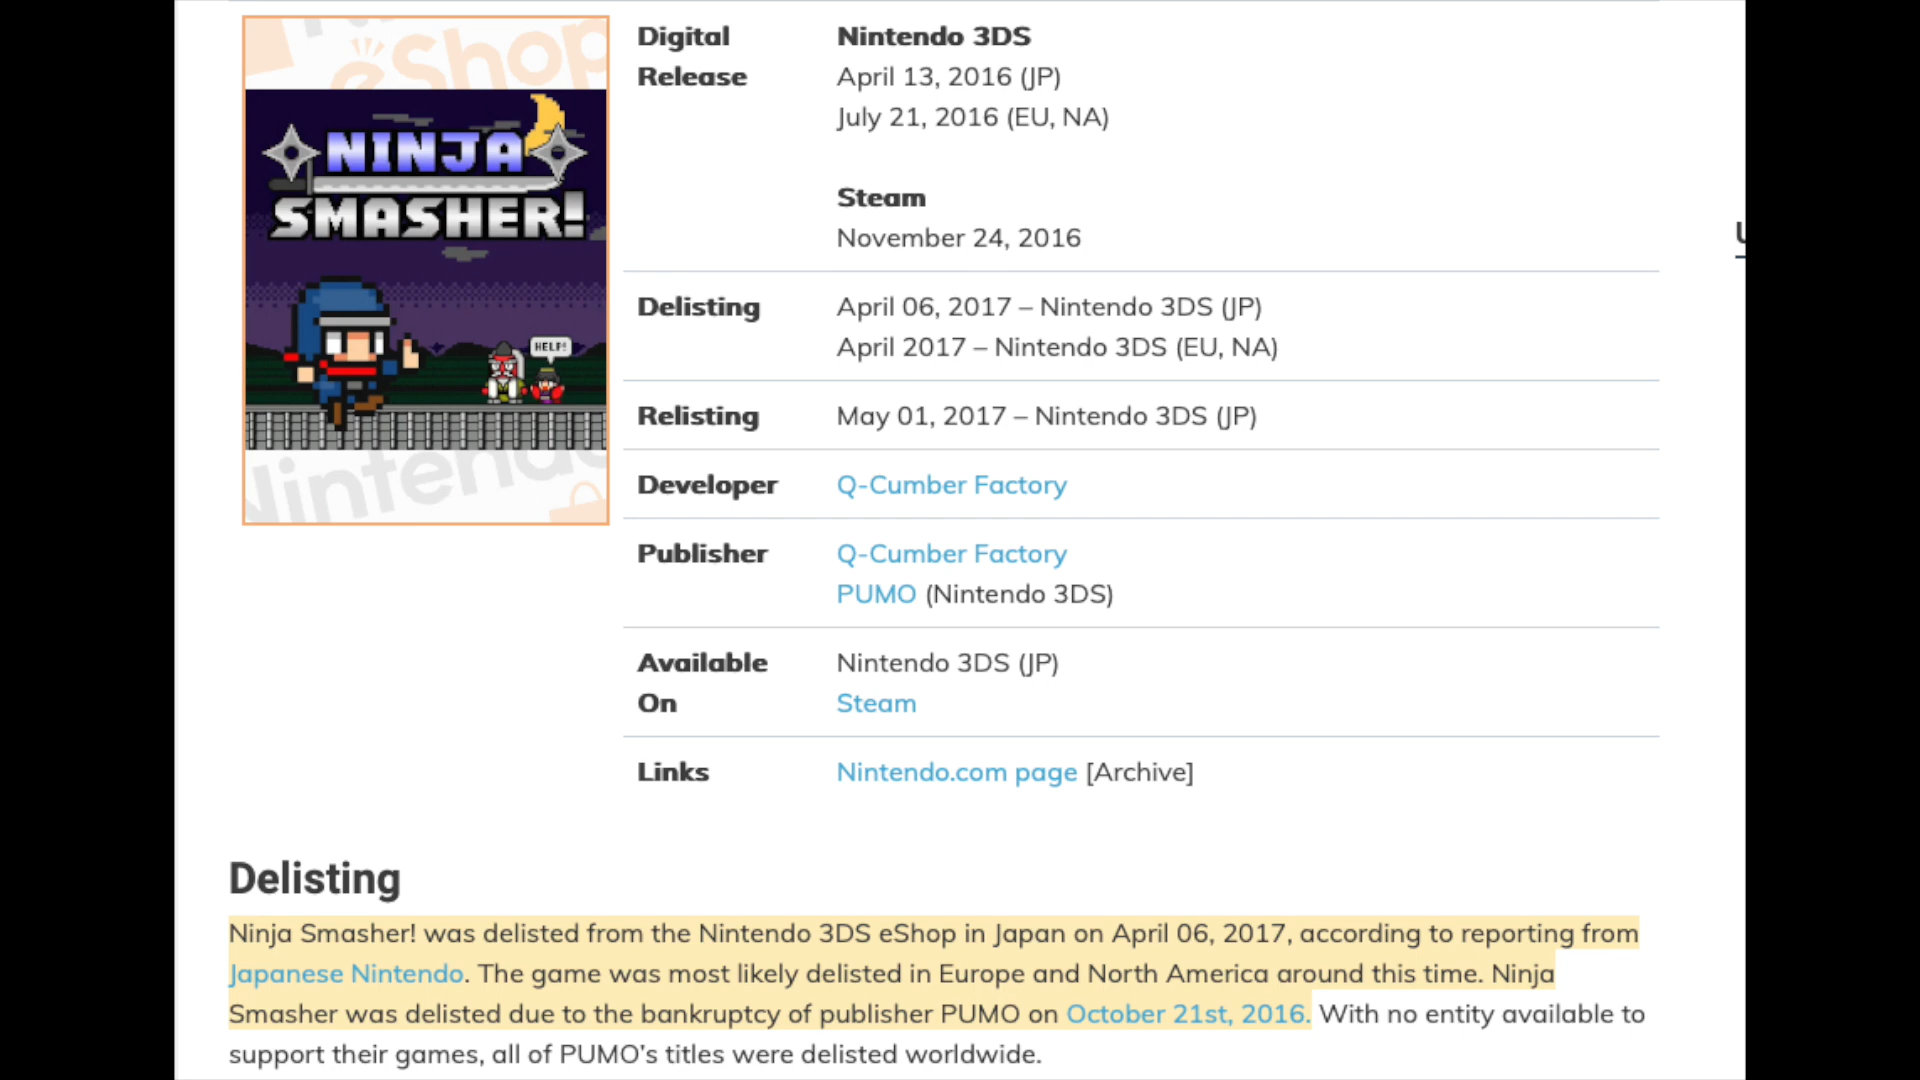 eShop
NINJA
SMASHER!
HELP!
Nintendo
Digital Release
Nintendo 3DS
April 13, 2016 (JP)
July 21, 2016 (EU, NA)
Steam
November 24, 2016
Delisting
April 06, 2017 – Nintendo 3DS (JP)
April 2017 – Nintendo 3DS (EU, NA)
Relisting
May 01, 2017 – Nintendo 3DS (JP)
Developer
Q-Cumber Factory
Publisher
Q-Cumber Factory
PUMO (Nintendo 3DS)
Available On
Nintendo 3DS (JP)
Steam
Links
Nintendo.com page [Archive]
Delisting
Ninja Smasher! was delisted from the Nintendo 3DS eShop in Japan on April 06, 2017, according to reporting from
Japanese Nintendo. The game was most likely delisted in Europe and North America around this time. Ninja
Smasher was delisted due to the bankruptcy of publisher PUMO on October 21st, 2016. With no entity available to
support their games, all of PUMO's titles were delisted worldwide.